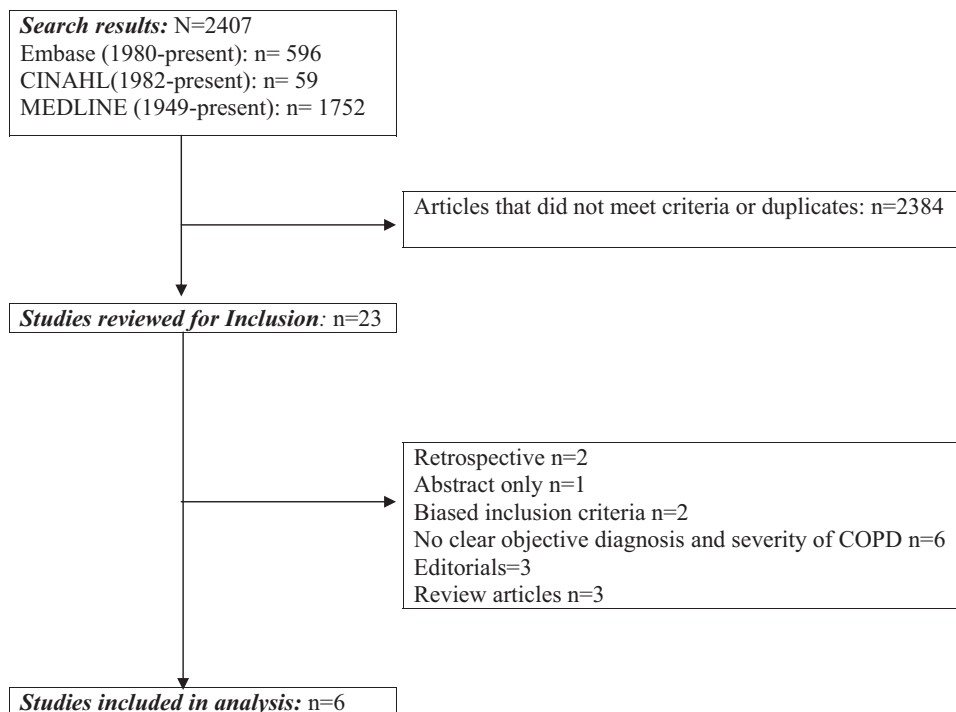 Search results: N=2407
Embase (1980-present): n= 596
CINAHL(1982-present): n= 59
MEDLINE (1949-present): n= 1752
Articles that did not meet criteria or duplicates: n=2384
Studies reviewed for Inclusion: n=23
Retrospective n=2
Abstract only n=1
Biased inclusion criteria n=2
No clear objective diagnosis and severity of COPD n=6
Editorials=3
Review articles n=3
Studies included in analysis: n=6